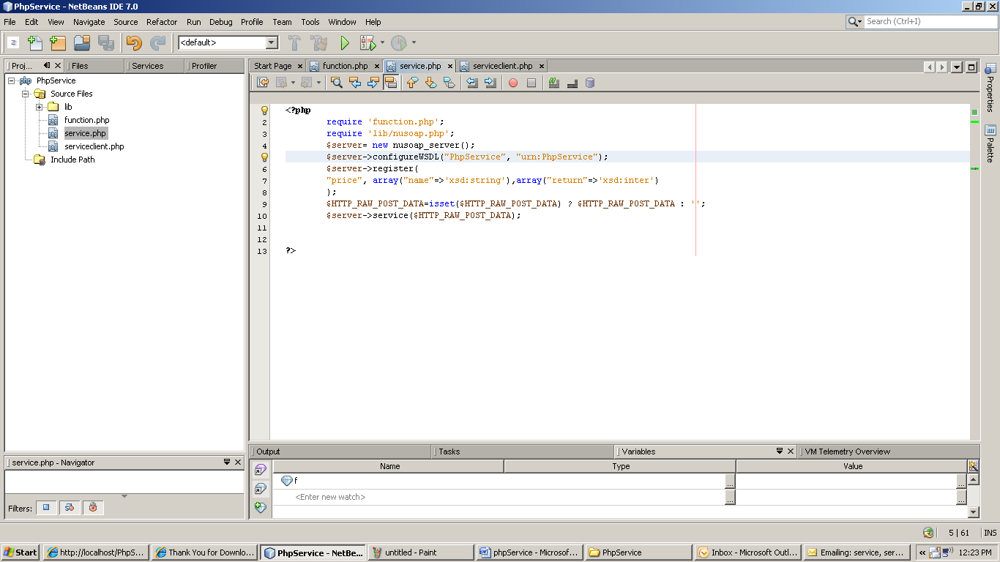 PhpService - NetBeans IDE 7.0
File Edit View Navigate Source Refactor Run Debug Profile Team Tools Window Help
Search (Ctrl+I)
<default>
Proj... Files Services Profiler
Start Page function.php service.php serviceclient.php
PhpService
Source Files
lib
function.php
service.php
serviceclient.php
Include Path
<?php
2 require 'function.php';
3 require 'lib/nusoap.php';
4 $server= new nusoap_server();
$server->configureWSDL("PhpService", "urn:PhpService");
6 $server->register(
7 "price", array("name"=>'xsd:string'),array("return"=>'xsd:inter')
8 );
9 $HTTP_RAW_POST_DATA=isset($HTTP_RAW_POST_DATA) ? $HTTP_RAW_POST_DATA : '';
10 $server->service($HTTP_RAW_POST_DATA);
11
12
13 ?>
Properties
Palette
service.php - Navigator
Filters:
Output Tasks Variables VM Telemetry Overview
Name Type Value
f
<Enter new watch>
5 | 61 INS
Start http://localhost/PhpS... Thank You for Downlo... PhpService - NetBe... untitled - Paint phpService - Microsof... PhpService Inbox - Microsoft Outl... Emailing: service, ser... 12:23 PM